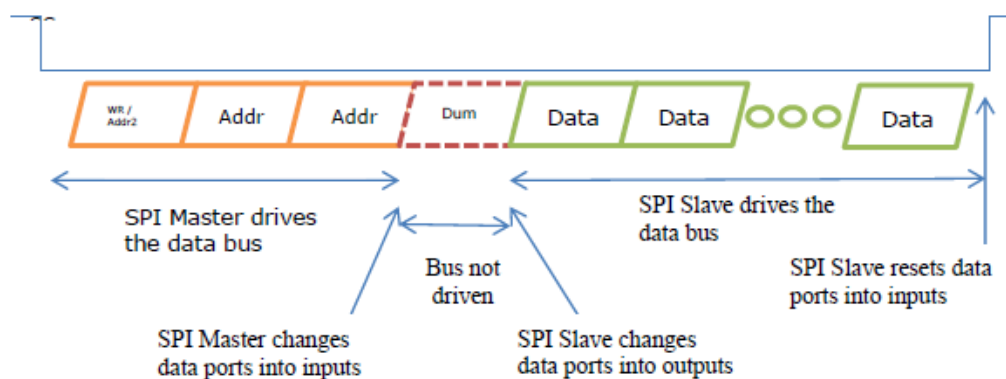 WR /
Addr2
Addr
Addr
Dum
Data
Data
Data
SPI Master drives
the data bus
SPI Slave drives the
data bus
Bus not
driven
SPI Slave resets data
ports into inputs
SPI Master changes
data ports into inputs
SPI Slave changes
data ports into outputs